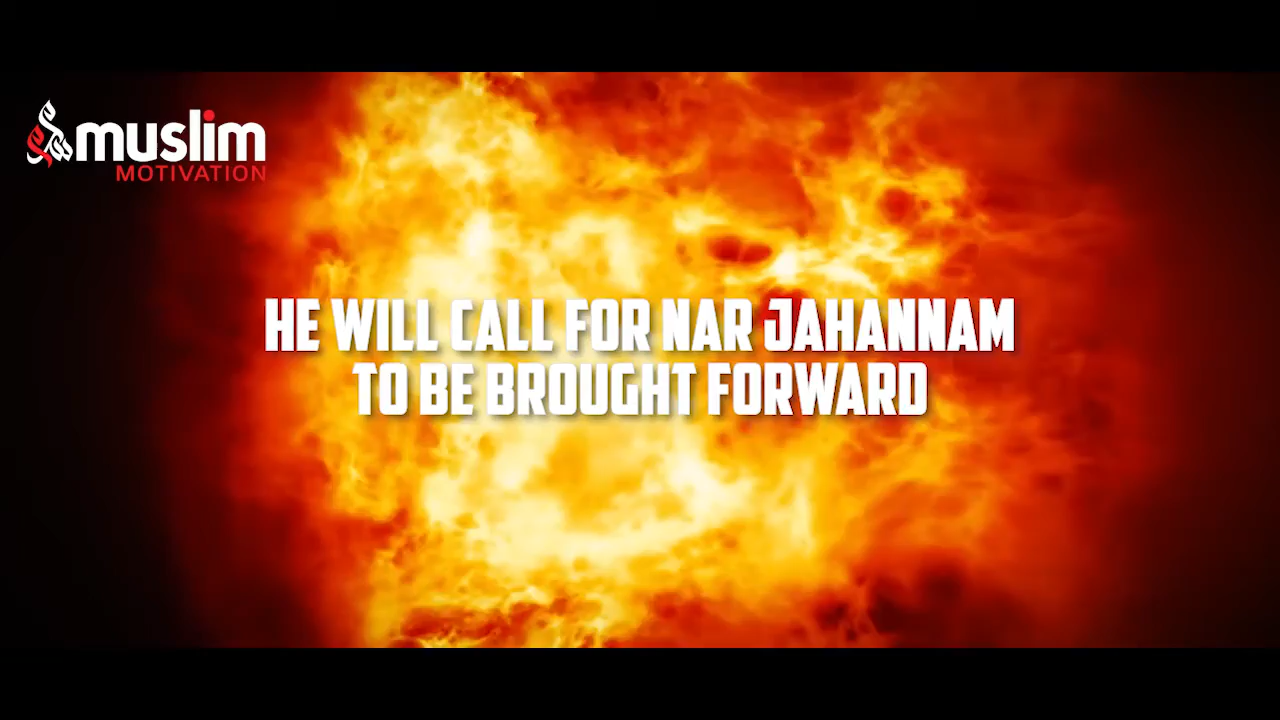 muslim
MOTIVATION
HE WILL CALL FOR NAR JAHANNAM
TO BE BROUGHT FORWARD